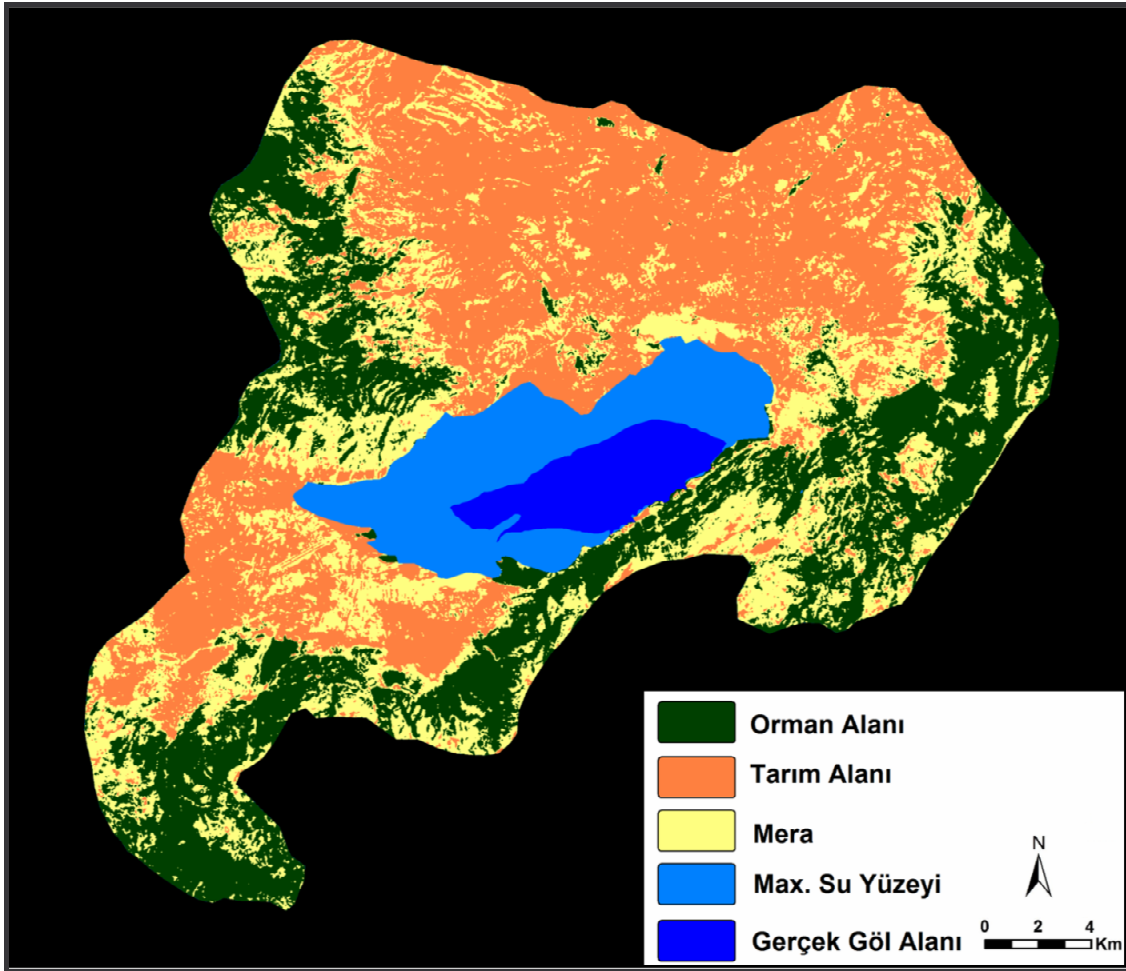 Orman Alanı
Tarım Alanı
Mera
Max. Su Yüzeyi
Gerçek Göl Alanı
N
0 2 4
Km